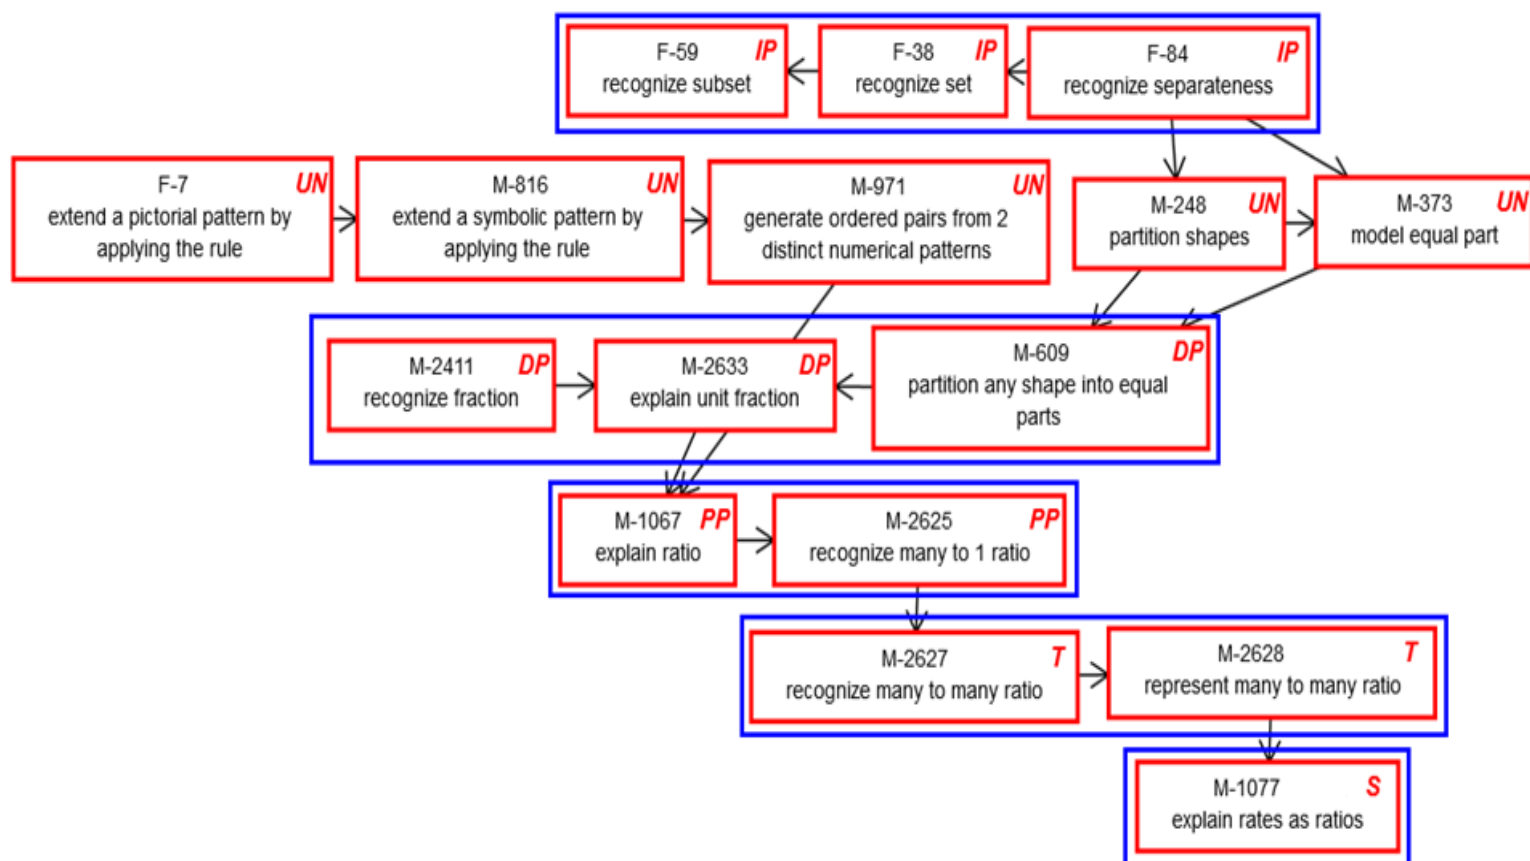 F-59 IP
recognize subset
F-38 IP
recognize set
F-84 IP
recognize separateness
F-7 UN
extend a pictorial pattern by
applying the rule
M-816 UN
extend a symbolic pattern by
applying the rule
M-971 UN
generate ordered pairs from 2
distinct numerical patterns
M-248 UN
partition shapes
M-373 UN
model equal part
M-2411 DP
recognize fraction
M-2633 DP
explain unit fraction
M-609 DP
partition any shape into equal
parts
M-1067 PP
explain ratio
M-2625 PP
recognize many to 1 ratio
M-2627 T
recognize many to many ratio
M-2628 T
represent many to many ratio
M-1077 S
explain rates as ratios